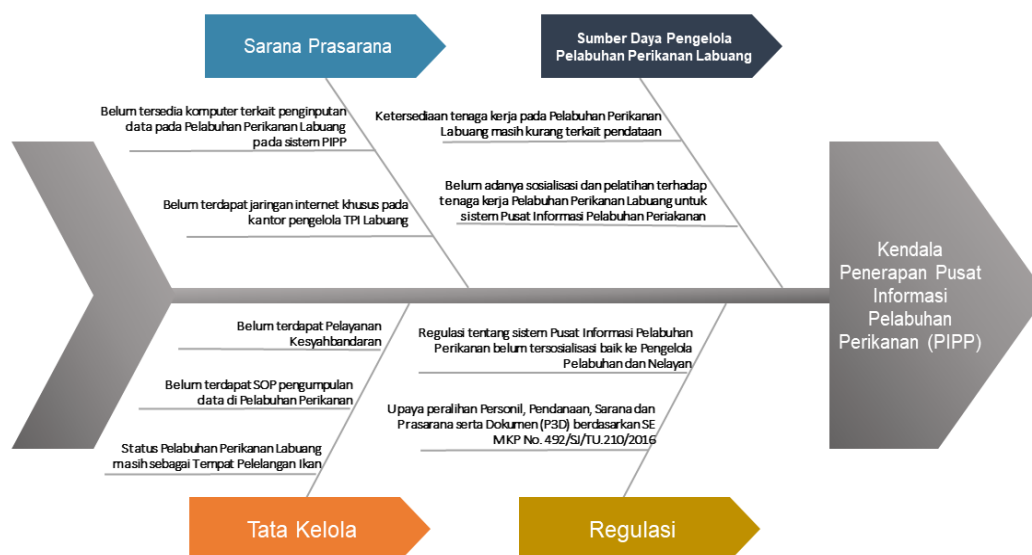 Sarana Prasarana
Sumber Daya Pengelola
Pelabuhan Perikanan Labuang
Belum tersedia komputer terkait penginputan
data pada Pelabuhan Perikanan Labuang
pada sistem PIPP
Belum terdapat jaringan internet khusus pada
kantor pengelola TPI Labuang
Ketersediaan tenaga kerja pada Pelabuhan Perikanan
Labuang masih kurang terkait pendataan
Belum adanya sosialisasi dan pelatihan terhadap
tenaga kerja Pelabuhan Perikanan Labuang untuk
sistem Pusat Informasi Pelabuhan Periakanan
Kendala
Penerapan Pusat
Informasi
Pelabuhan
Perikanan (PIPP)
Belum terdapat Pelayanan
Kesyahbandaran
Belum terdapat SOP pengumpulan
data di Pelabuhan Perikanan
Status Pelabuhan Perikanan Labuang
masih sebagai Tempat Pelelangan Ikan
Regulasi tentang sistem Pusat Informasi Pelabuhan
Perikanan belum tersosialisasi baik ke Pengelola
Pelabuhan dan Nelayan
Upaya peralihan Personil, Pendanaan, Sarana dan
Prasarana serta Dokumen (P3D) berdasarkan SE
MKP No. 492/SJ/TU.210/2016
Tata Kelola
Regulasi